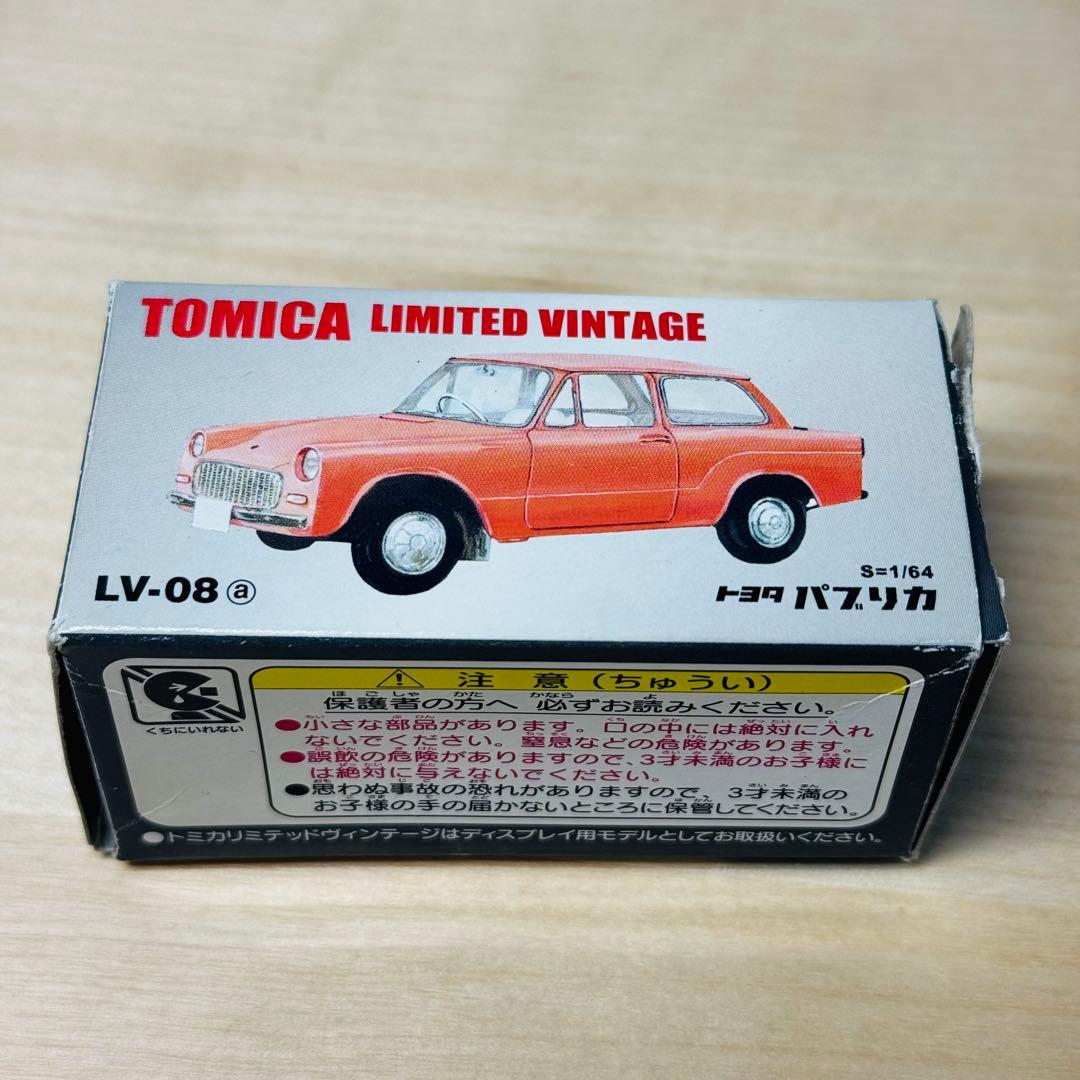 TOMICA LIMITED VINTAGE
S=1/64
LV-08 ⓐ トヨタ パブリカ
くちにいれない
⚠ 注意(ちゅうい)
保護者の方へ 必ずお読みください。
●小さな部品があります。口の中には絶対に入れ
ないでください。窒息などの危険があります。
●誤飲の危険がありますので、3才未満のお子様に
は絶対に与えないでください。
●思わぬ事故の恐れがありますので、3才未満の
お子様の手の届かないところに保管してください。
●トミカリミテッドヴィンテージはディスプレイ用モデルとしてお取扱いください。